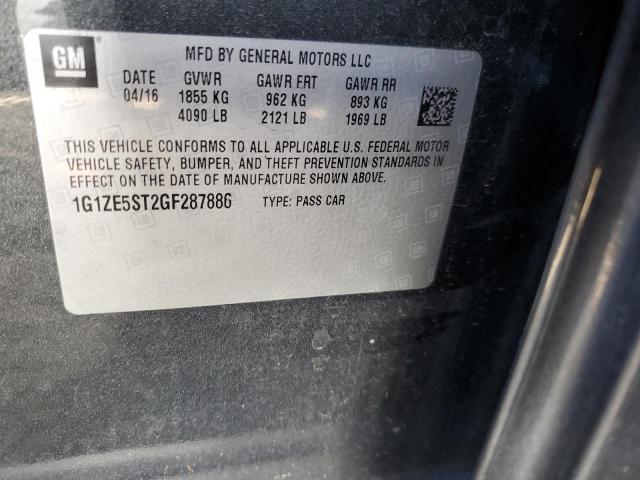 GM
MFD BY GENERAL MOTORS LLC
DATE GVWR GAWR FRT GAWR RR
04/16 1855 KG 962 KG 893 KG
4090 LB 2121 LB 1969 LB
THIS VEHICLE CONFORMS TO ALL APPLICABLE U.S. FEDERAL MOTOR
VEHICLE SAFETY, BUMPER, AND THEFT PREVENTION STANDARDS IN
EFFECT ON THE DATE OF MANUFACTURE SHOWN ABOVE.
1G1ZE5ST2GF287886 TYPE: PASS CAR